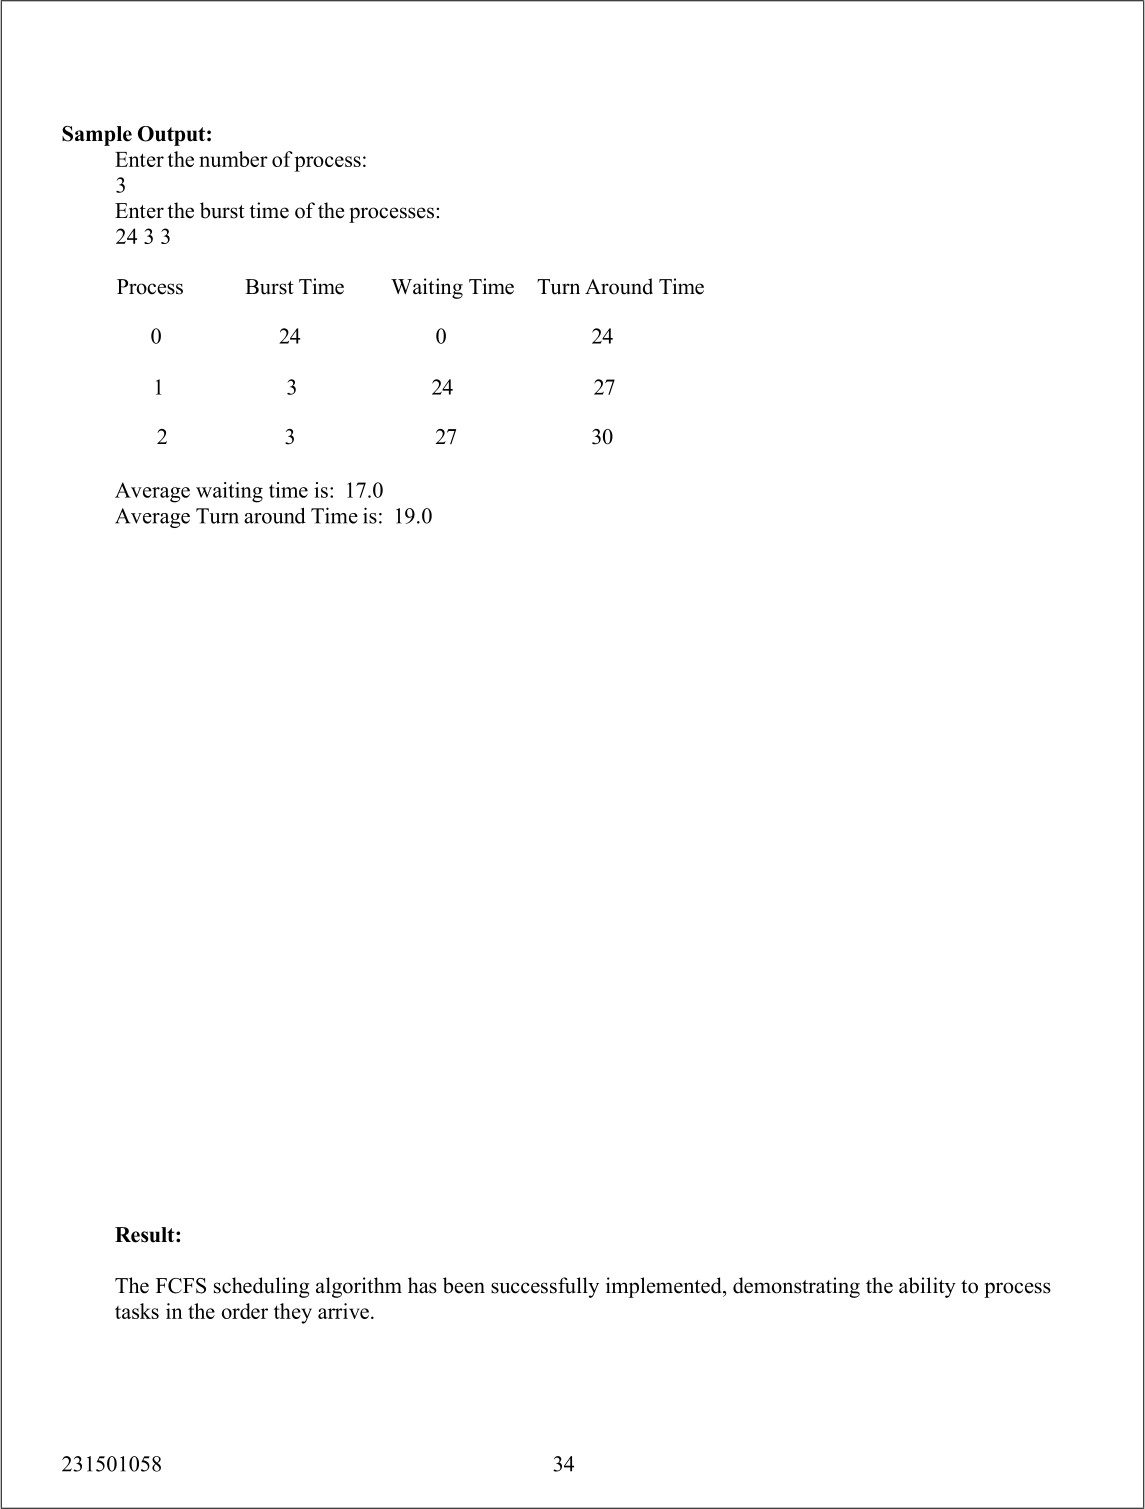 Sample Output:
Enter the number of process:
3
Enter the burst time of the processes:
24 3 3
Process Burst Time Waiting Time Turn Around Time
0 24 0 24
1 3 24 27
2 3 27 30
Average waiting time is: 17.0
Average Turn around Time is: 19.0
Result:
The FCFS scheduling algorithm has been successfully implemented, demonstrating the ability to process
tasks in the order they arrive.
231501058 34